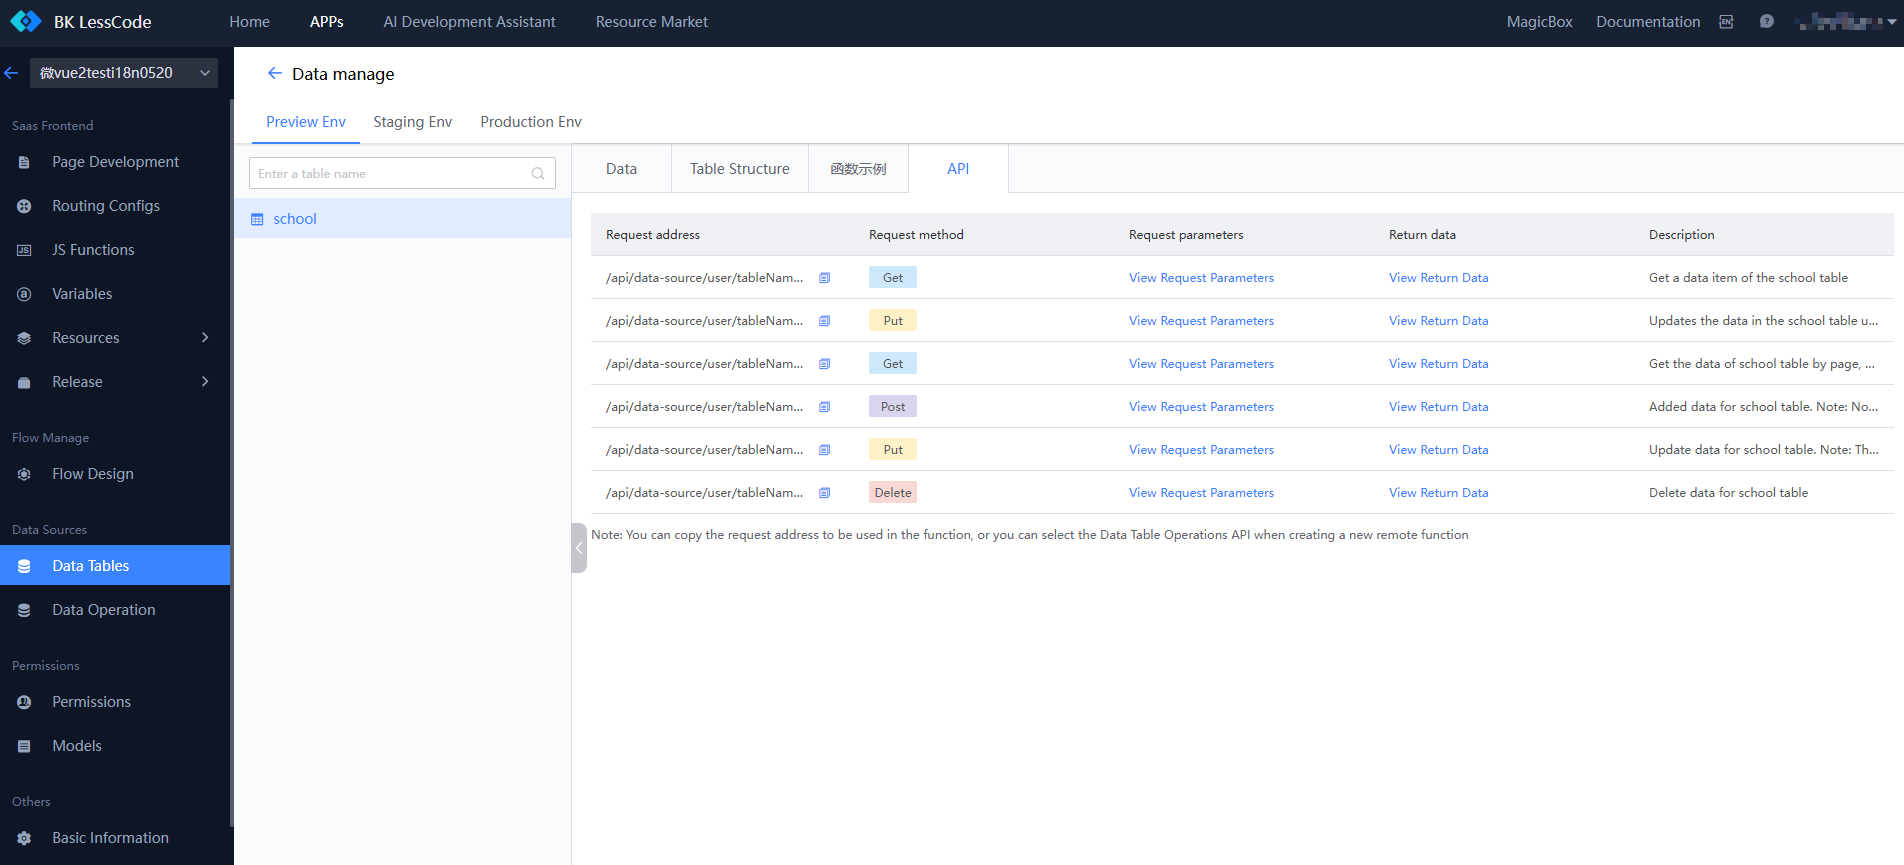 BK LessCode
Home
APPs
AI Development Assistant
Resource Market
MagicBox
Documentation
EN
微vue2testi18n0520
Saas Frontend
Page Development
Routing Configs
JS
JS Functions
Variables
Resources
Release
Flow Manage
Flow Design
Data Sources
Data Tables
Data Operation
Permissions
Permissions
Models
Others
Basic Information
Data manage
Preview Env
Staging Env
Production Env
Enter a table name
school
Data
Table Structure
函数示例
API
Request address
Request method
Request parameters
Return data
Description
/api/data-source/user/tableNam...
Get
View Request Parameters
View Return Data
Get a data item of the school table
/api/data-source/user/tableNam...
Put
View Request Parameters
View Return Data
Updates the data in the school table u...
/api/data-source/user/tableNam...
Get
View Request Parameters
View Return Data
Get the data of school table by page, ...
/api/data-source/user/tableNam...
Post
View Request Parameters
View Return Data
Added data for school table. Note: No...
/api/data-source/user/tableNam...
Put
View Request Parameters
View Return Data
Update data for school table. Note: Th...
/api/data-source/user/tableNam...
Delete
View Request Parameters
View Return Data
Delete data for school table
Note: You can copy the request address to be used in the function, or you can select the Data Table Operations API when creating a new remote function